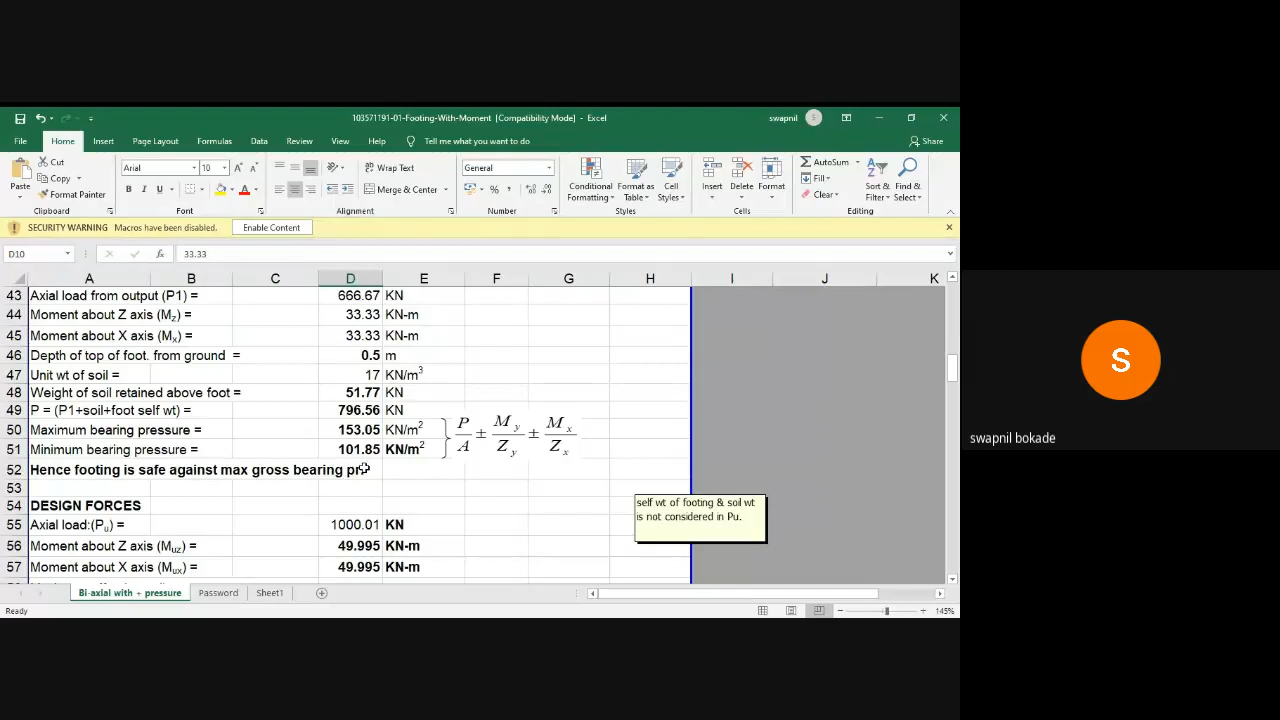 103571191-01-Footing-With-Moment [Compatibility Mode] - Excel
swapnil S
File Home Insert Page Layout Formulas Data Review View Help Tell me what you want to do Share
Cut
Copy
Format Painter
Paste
Clipboard
Arial 10 A A
B I U A
Font
Wrap Text
Merge & Center
Alignment
General
% ,
Number
Conditional Formatting
Format as Table
Cell Styles
Styles
Insert Delete Format
Cells
AutoSum
Fill
Clear
Sort & Filter
Find & Select
Editing
SECURITY WARNING Macros have been disabled. Enable Content
D10 fx 33.33
A B C D E F G H I J K
43 Axial load from output (P1) = 666.67 KN
44 Moment about Z axis (Mz) = 33.33 KN-m
45 Moment about X axis (Mx) = 33.33 KN-m
46 Depth of top of foot. from ground = 0.5 m
47 Unit wt of soil = 17 KN/m3
48 Weight of soil retained above foot = 51.77 KN
49 P = (P1+soil+foot self wt) = 796.56 KN
50 Maximum bearing pressure = 153.05 KN/m2
P/A ± My/Zy ± Mx/Zx
51 Minimum bearing pressure = 101.85 KN/m2
52 Hence footing is safe against max gross bearing pr
53
54 DESIGN FORCES
self wt of footing & soil wt
is not considered in Pu.
55 Axial load:(Pu) = 1000.01 KN
56 Moment about Z axis (Muz) = 49.995 KN-m
57 Moment about X axis (Mux) = 49.995 KN-m
Bi-axial with + pressure Password Sheet1
Ready 145%
S
swapnil bokade